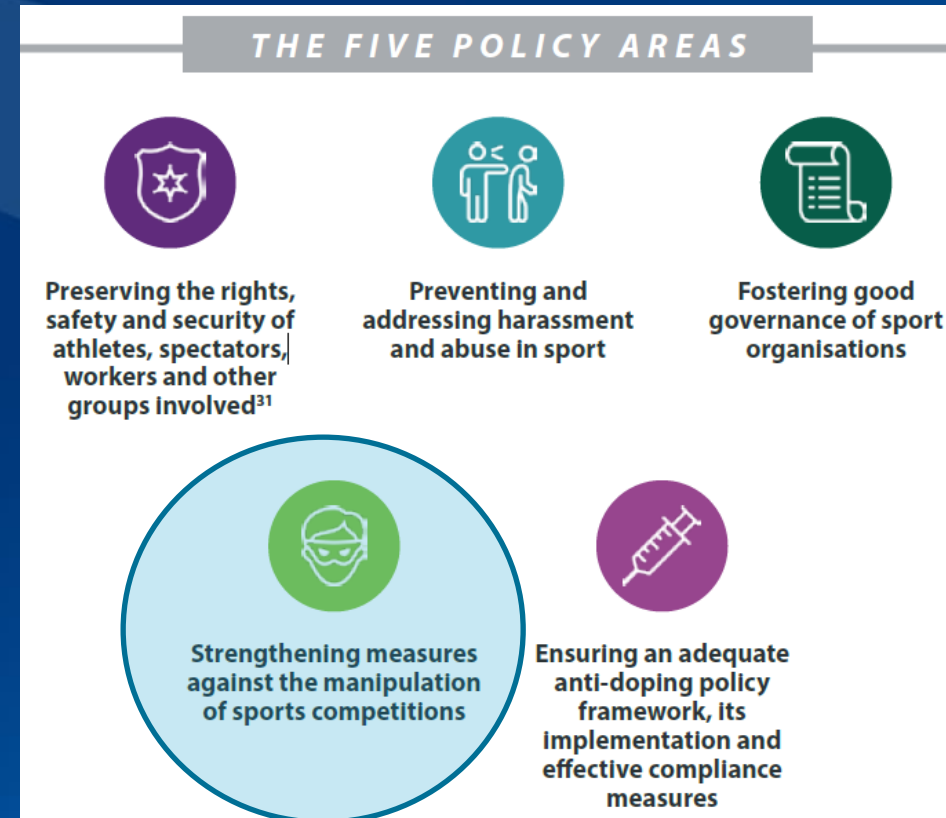 THE FIVE POLICY AREAS
Preserving the rights,
safety and security of
athletes, spectators,
workers and other
groups involved³¹
Preventing and
addressing harassment
and abuse in sport
Fostering good
governance of sport
organisations
Strengthening measures
against the manipulation
of sports competitions
Ensuring an adequate
anti-doping policy
framework, its
implementation and
effective compliance
measures